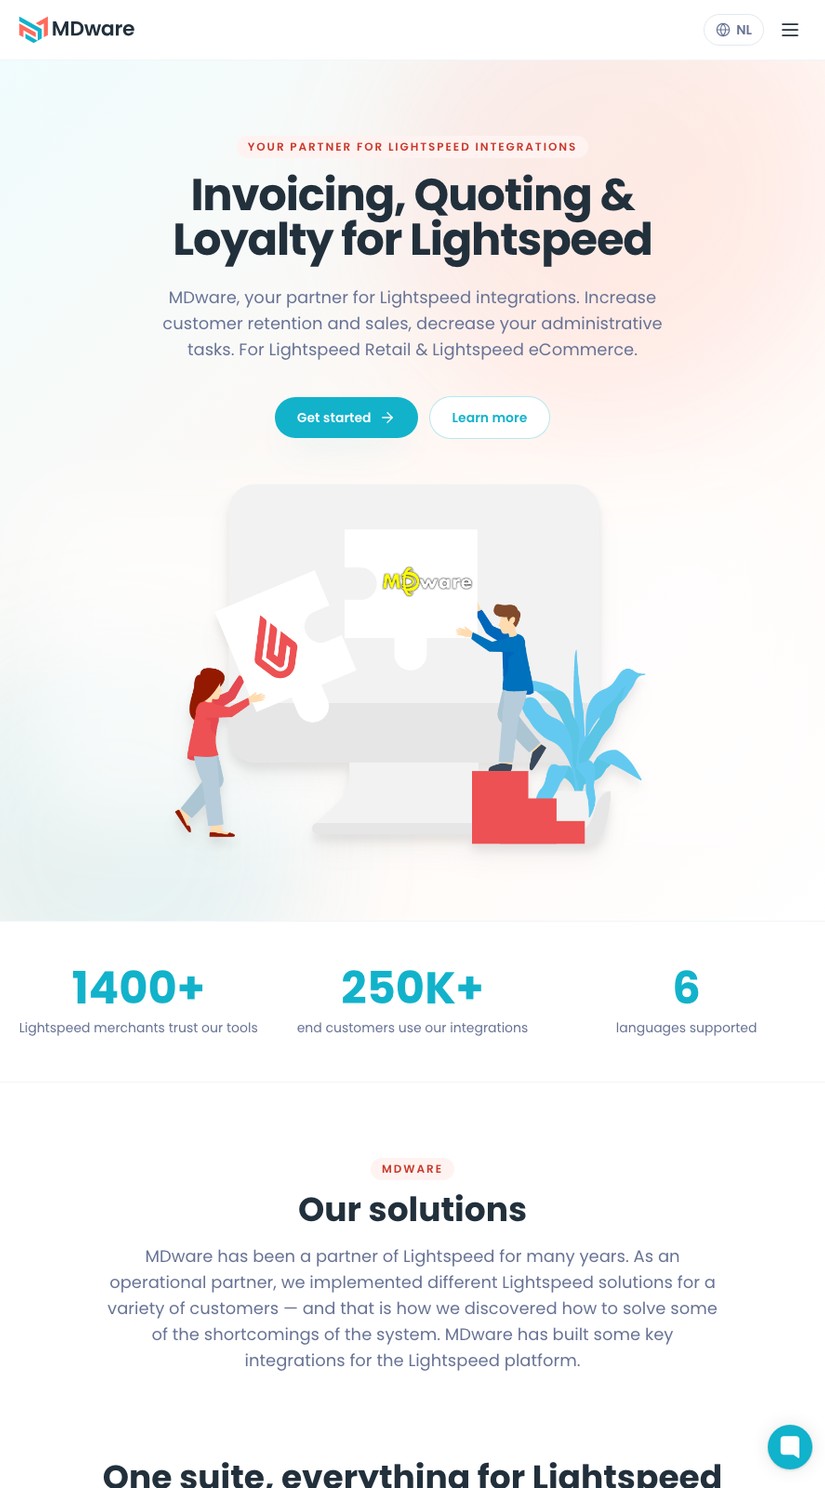 MDware
NL
YOUR PARTNER FOR LIGHTSPEED INTEGRATIONS
Invoicing, Quoting &
Loyalty for Lightspeed
MDware, your partner for Lightspeed integrations. Increase
customer retention and sales, decrease your administrative
tasks. For Lightspeed Retail & Lightspeed eCommerce.
Get started
Learn more
MDware
1400+
Lightspeed merchants trust our tools
250K+
end customers use our integrations
6
languages supported
MDWARE
Our solutions
MDware has been a partner of Lightspeed for many years. As an
operational partner, we implemented different Lightspeed solutions for a
variety of customers — and that is how we discovered how to solve some
of the shortcomings of the system. MDware has built some key
integrations for the Lightspeed platform.
One suite, everything for Lightspeed